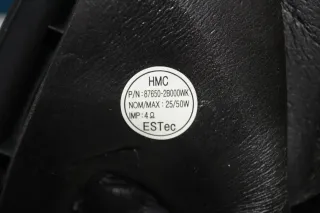 HMC
P/N : 87650-2B000WK
NOM/MAX : 25/50W
IMP : 4 Ω
ESTec